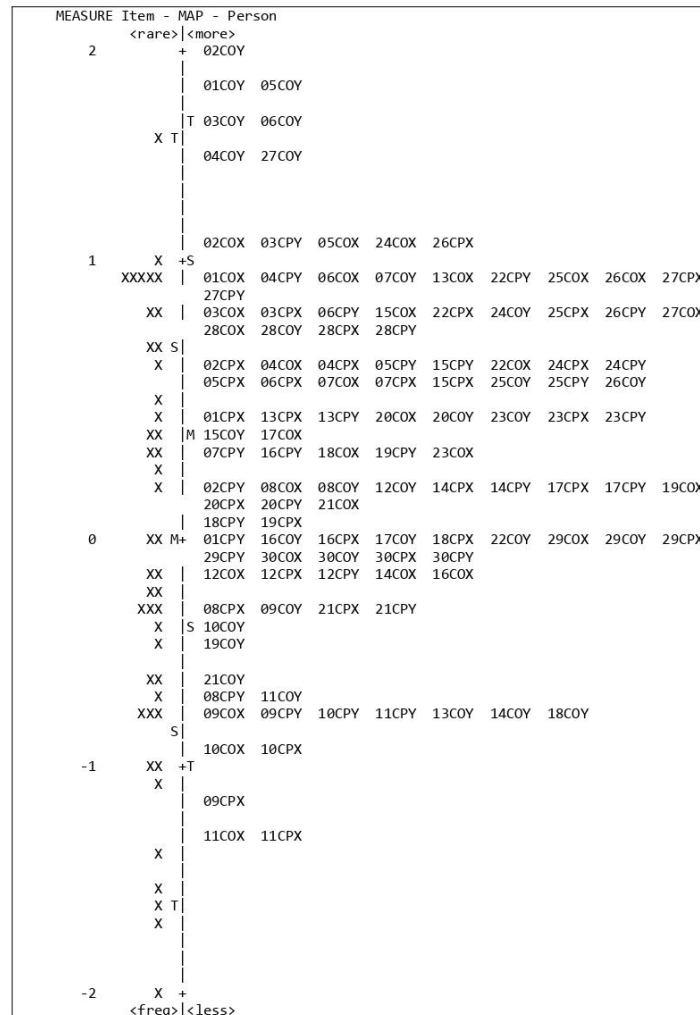 MEASURE Item - MAP - Person
<rare>|<more>
2 + 02COY
|
| 01COY 05COY
|
|T 03COY 06COY
X T|
| 04COY 27COY
|
|
|
|
| 02COX 03CPY 05COX 24COX 26CPX
1 X +S
XXXXX | 01COX 04CPY 06COX 07COY 13COX 22CPY 25COX 26COX 27CPX
27CPY
XX | 03COX 03CPX 06CPY 15COX 22CPX 24COY 25CPX 26CPY 27COX
28COX 28COY 28CPX 28CPY
XX S|
X | 02CPX 04COX 04CPX 05CPY 15CPY 22COX 24CPX 24CPY
| 05CPX 06CPX 07COX 07CPX 15CPX 25COY 25CPY 26COY
X |
X | 01CPX 13CPX 13CPY 20COX 20COY 23COY 23CPX 23CPY
XX |M 15COY 17COX
XX | 07CPY 16CPY 18COX 19CPY 23COX
X |
X | 02CPY 08COX 08COY 12COY 14CPX 14CPY 17CPX 17CPY 19COX
20CPX 20CPY 21COX
| 18CPY 19CPX
0 XX M+ 01CPY 16COY 16CPX 17COY 18CPX 22COY 29COX 29COY 29CPX
29CPY 30COX 30COY 30CPX 30CPY
XX | 12COX 12CPX 12CPY 14COX 16COX
XX |
XXX | 08CPX 09COY 21CPX 21CPY
X |S 10COY
X | 19COY
|
XX | 21COY
X | 08CPY 11COY
XXX | 09COX 09CPY 10CPY 11CPY 13COY 14COY 18COY
S|
| 10COX 10CPX
-1 XX +T
X |
| 09CPX
|
| 11COX 11CPX
X |
|
X |
X T|
X |
|
|
|
-2 X +
<freq>|<less>